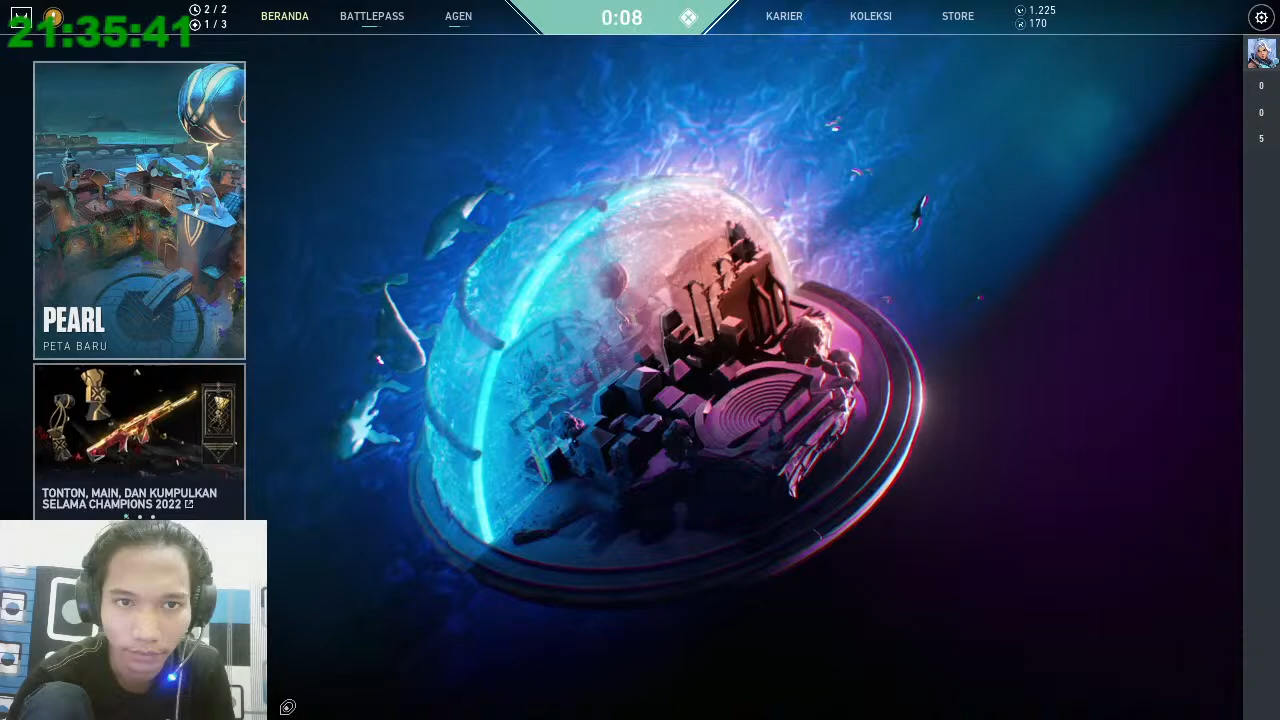 21:35:41
2 / 2
1 / 3
BERANDA
BATTLEPASS
AGEN
0:08
KARIER
KOLEKSI
STORE
1.225
170
0
0
5
PEARL
PETA BARU
TONTON, MAIN, DAN KUMPULKAN
SELAMA CHAMPIONS 2022